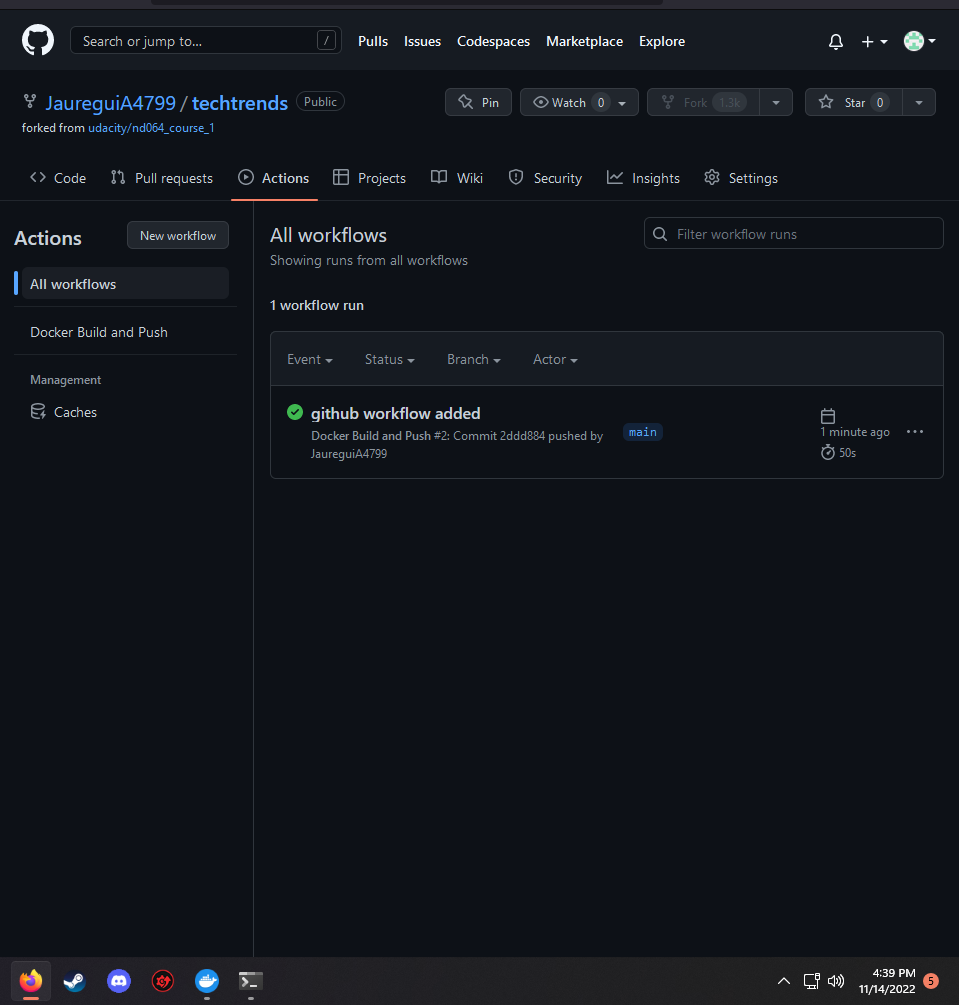 Search or jump to... /
Pulls Issues Codespaces Marketplace Explore
JaureguiA4799 / techtrends Public
Pin Watch 0 Fork 1.3k Star 0
forked from udacity/nd064_course_1
Code Pull requests Actions Projects Wiki Security Insights Settings
Actions
New workflow
All workflows
Docker Build and Push
Management
Caches
All workflows
Showing runs from all workflows
Filter workflow runs
1 workflow run
Event Status Branch Actor
github workflow added
Docker Build and Push #2: Commit 2ddd884 pushed by
JaureguiA4799
main
1 minute ago
50s
4:39 PM
11/14/2022
5